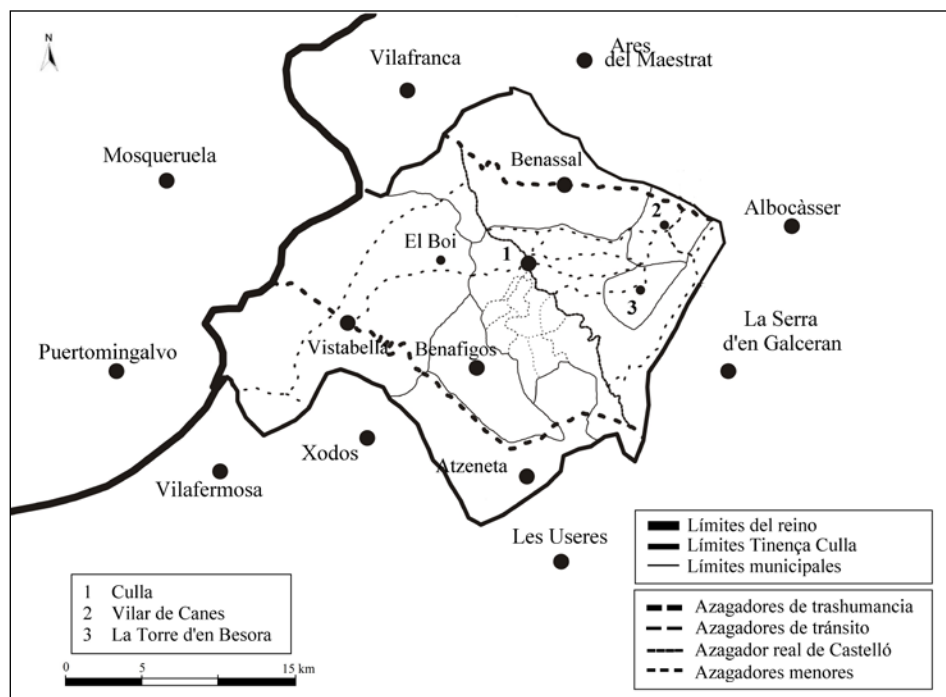 N
Ares
del Maestrat
Vilafranca
Mosqueruela
Benassal
2
Albocàsser
El Boi
1
3
La Serra
d'en Galceran
Puertomingalvo
Vistabella
Benafigos
Xodos
Atzeneta
Vilafermosa
Les Useres
Límites del reino
Límites Tinença Culla
Límites municipales
1 Culla
2 Vilar de Canes
3 La Torre d'en Besora
Azagadores de trashumancia
Azagadores de tránsito
Azagador real de Castelló
Azagadores menores
0 5 15 km